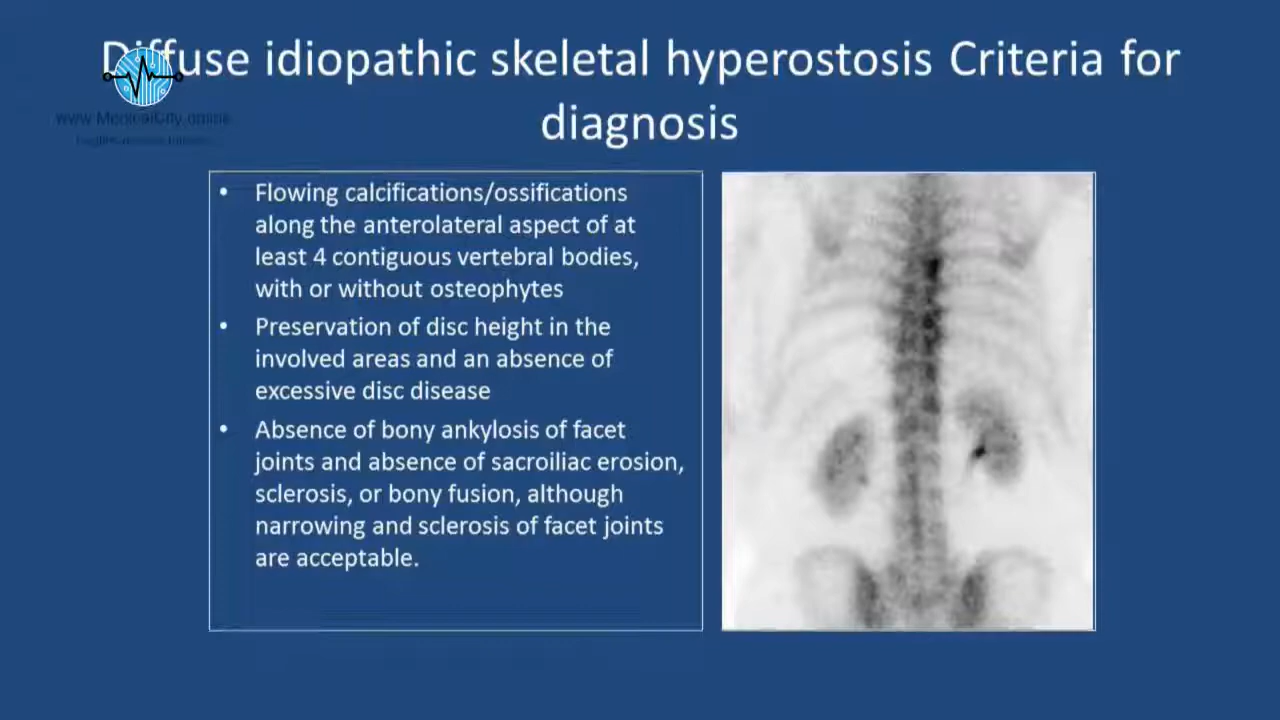 Diffuse idiopathic skeletal hyperostosis Criteria for
diagnosis
www.MedicalCity.online
• Flowing calcifications/ossifications
along the anterolateral aspect of at
least 4 contiguous vertebral bodies,
with or without osteophytes
• Preservation of disc height in the
involved areas and an absence of
excessive disc disease
• Absence of bony ankylosis of facet
joints and absence of sacroiliac erosion,
sclerosis, or bony fusion, although
narrowing and sclerosis of facet joints
are acceptable.